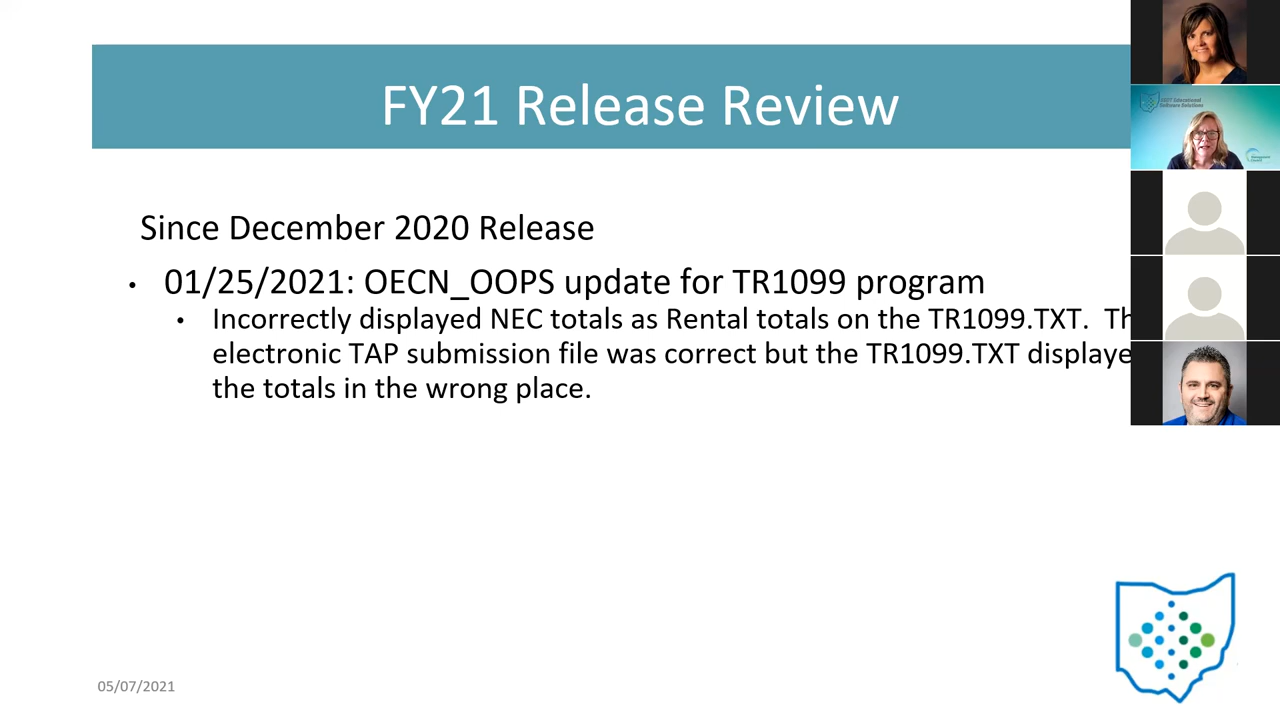 FY21 Release Review
Since December 2020 Release
• 01/25/2021: OECN_OOPS update for TR1099 program
• Incorrectly displayed NEC totals as Rental totals on the TR1099.TXT.
electronic TAP submission file was correct but the TR1099.TXT displaye
the totals in the wrong place.
05/07/2021